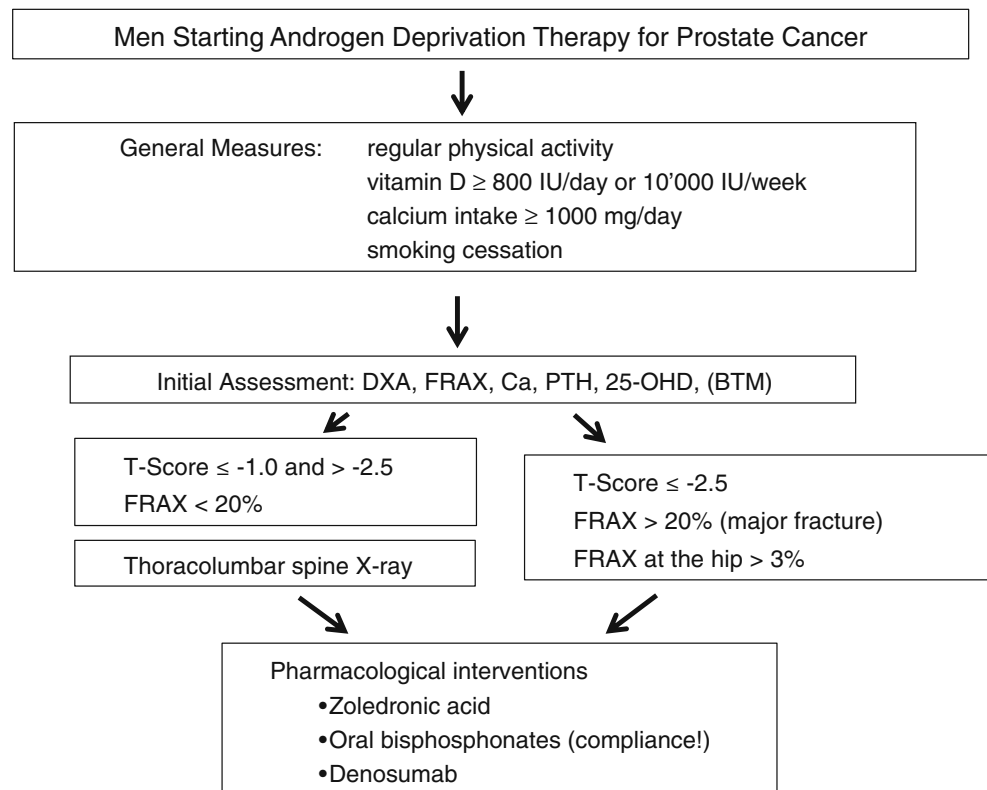 Men Starting Androgen Deprivation Therapy for Prostate Cancer
General Measures: regular physical activity
vitamin D ≥ 800 IU/day or 10'000 IU/week
calcium intake ≥ 1000 mg/day
smoking cessation
Initial Assessment: DXA, FRAX, Ca, PTH, 25-OHD, (BTM)
T-Score ≤ -1.0 and > -2.5
FRAX < 20%
Thoracolumbar spine X-ray
T-Score ≤ -2.5
FRAX > 20% (major fracture)
FRAX at the hip > 3%
Pharmacological interventions
•Zoledronic acid
•Oral bisphosphonates (compliance!)
•Denosumab